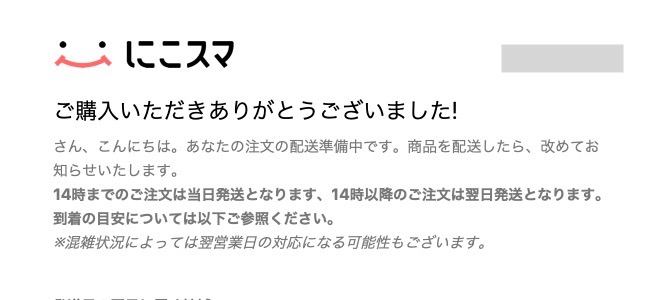 にこスマ
ご購入いただきありがとうございました!
さん、こんにちは。あなたの注文の配送準備中です。商品を配送したら、改めてお
知らせいたします。
14時までのご注文は当日発送となります、14時以降のご注文は翌日発送となります。
到着の目安については以下ご参照ください。
※混雑状況によっては翌営業日の対応になる可能性もございます。